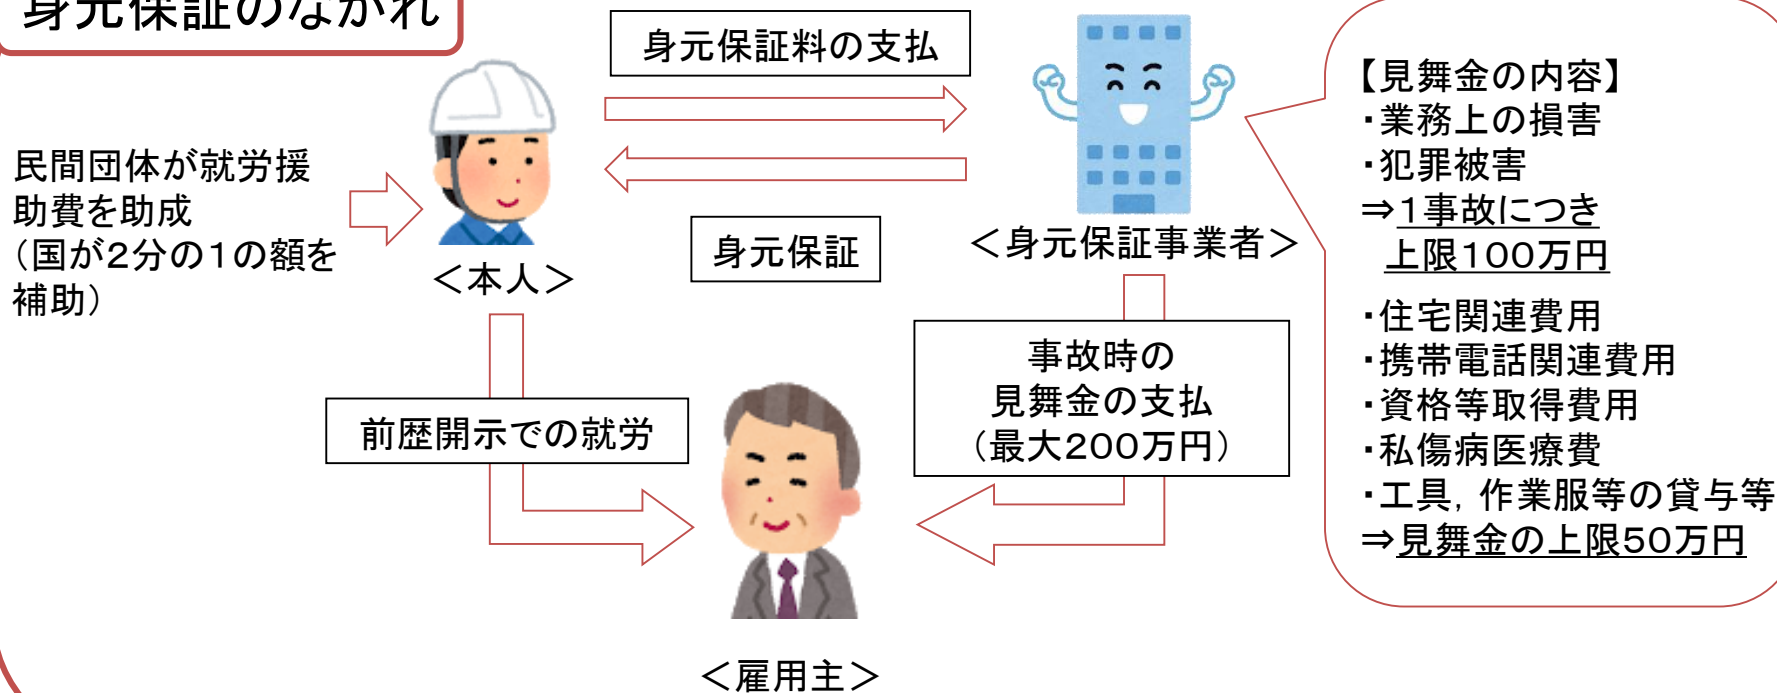 身元保証のながれ
身元保証料の支払
民間団体が就労援
助費を助成
（国が２分の１の額を
補助）
＜本人＞
身元保証
＜身元保証事業者＞
前歴開示での就労
事故時の
見舞金の支払
（最大２００万円）
＜雇用主＞
【見舞金の内容】
・業務上の損害
・犯罪被害
⇒１事故につき
上限１００万円
・住宅関連費用
・携帯電話関連費用
・資格等取得費用
・私傷病医療費
・工具，作業服等の貸与等
⇒見舞金の上限５０万円